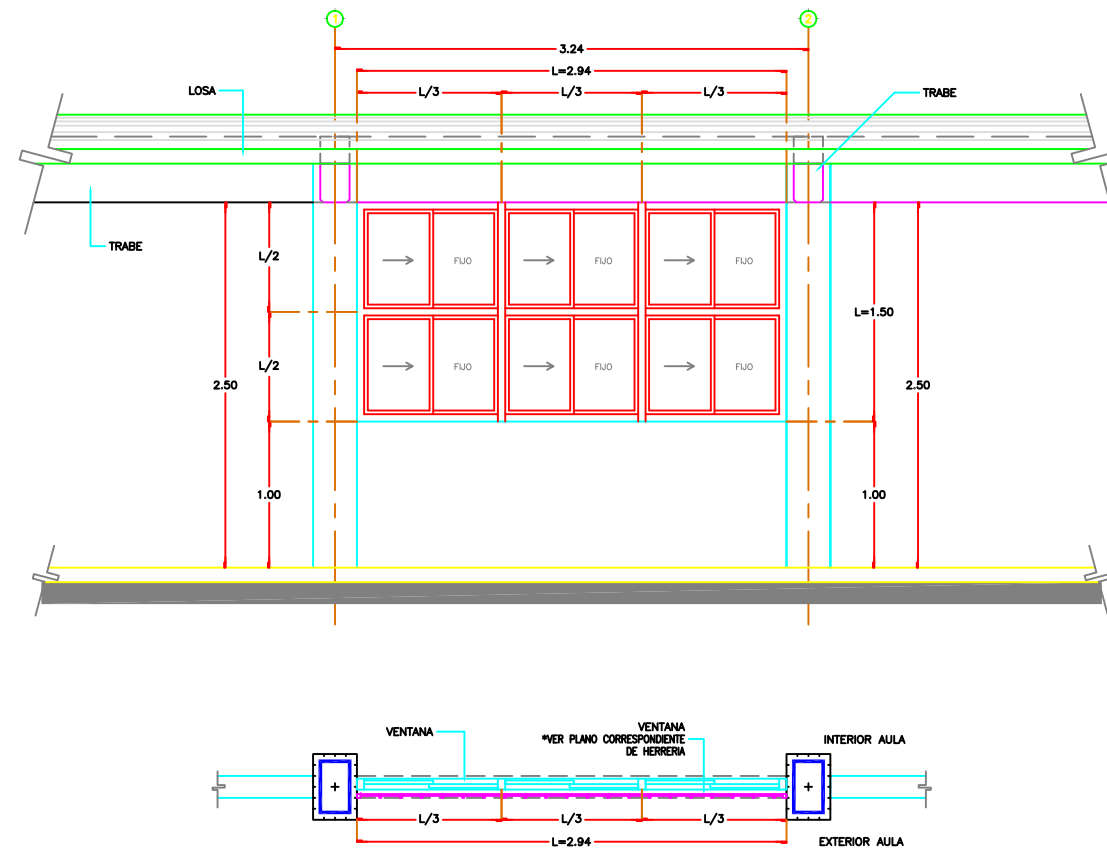 1
2
3.24
L=2.94
L/3
L/3
L/3
LOSA
TRABE
TRABE
L/2
FIJO
FIJO
FIJO
L=1.50
L/2
FIJO
FIJO
FIJO
2.50
2.50
1.00
1.00
VENTANA
VENTANA
*VER PLANO CORRESPONDIENTE
DE HERRERIA
INTERIOR AULA
L/3
L/3
L/3
L=2.94
EXTERIOR AULA